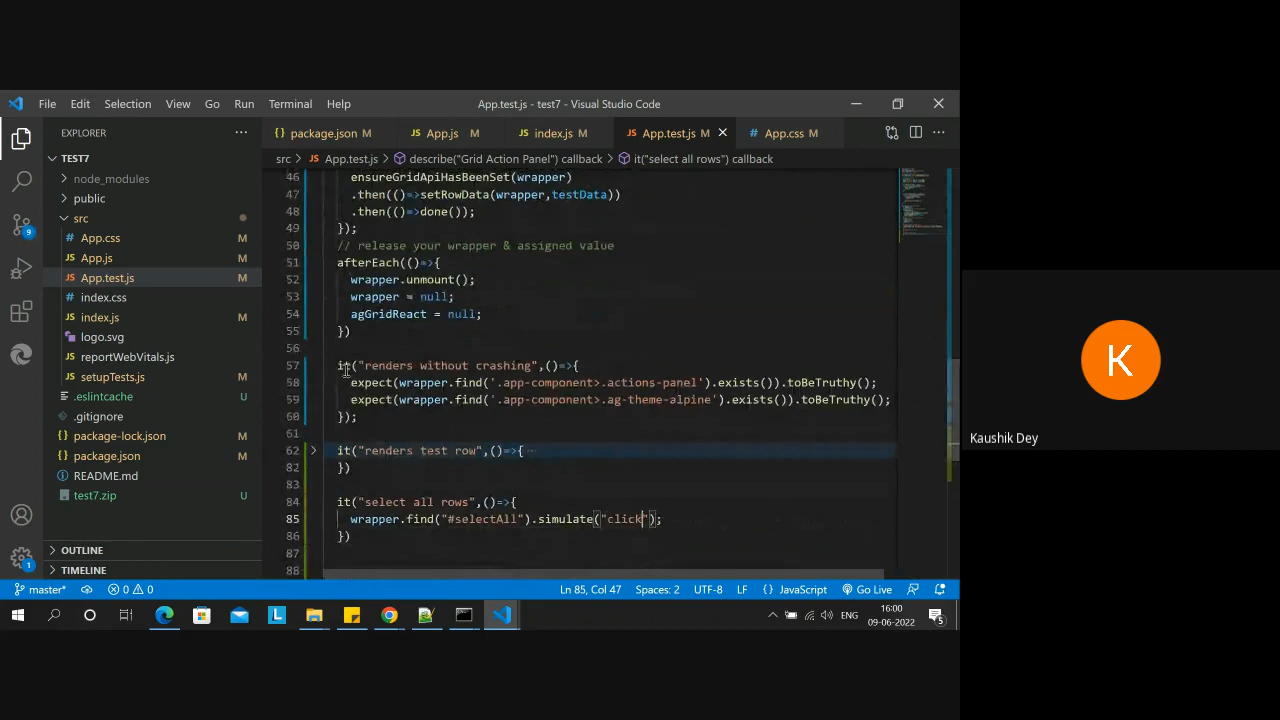 File Edit Selection View Go Run Terminal Help App.test.js - test7 - Visual Studio Code
EXPLORER
TEST7
node_modules
public
src
App.css M
App.js M
App.test.js M
index.css
index.js M
logo.svg
reportWebVitals.js M
setupTests.js M
.eslintcache U
.gitignore
package-lock.json M
package.json M
README.md
test7.zip U
OUTLINE
TIMELINE
package.json M App.js M index.js M App.test.js M App.css M
src > App.test.js > describe("Grid Action Panel") callback > it("select all rows") callback
46 ensureGridApiHasBeenSet(wrapper)
47 .then(()=>setRowData(wrapper,testData))
48 .then(()=>done());
49 });
50 // release your wrapper & assigned value
51 afterEach(()=>{
52 wrapper.unmount();
53 wrapper = null;
54 agGridReact = null;
55 })
56
57 it("renders without crashing",()=>{
58 expect(wrapper.find('.app-component>.actions-panel').exists()).toBeTruthy();
59 expect(wrapper.find('.app-component>.ag-theme-alpine').exists()).toBeTruthy();
60 });
61
62 it("renders test row",()=>{ ...
82 })
83
84 it("select all rows",()=>{
85 wrapper.find("#selectAll").simulate("click");
86 })
87
88
master* 0 0 Ln 85, Col 47 Spaces: 2 UTF-8 LF {} JavaScript Go Live
ENG 16:00
09-06-2022
9
1
5
K
Kaushik Dey